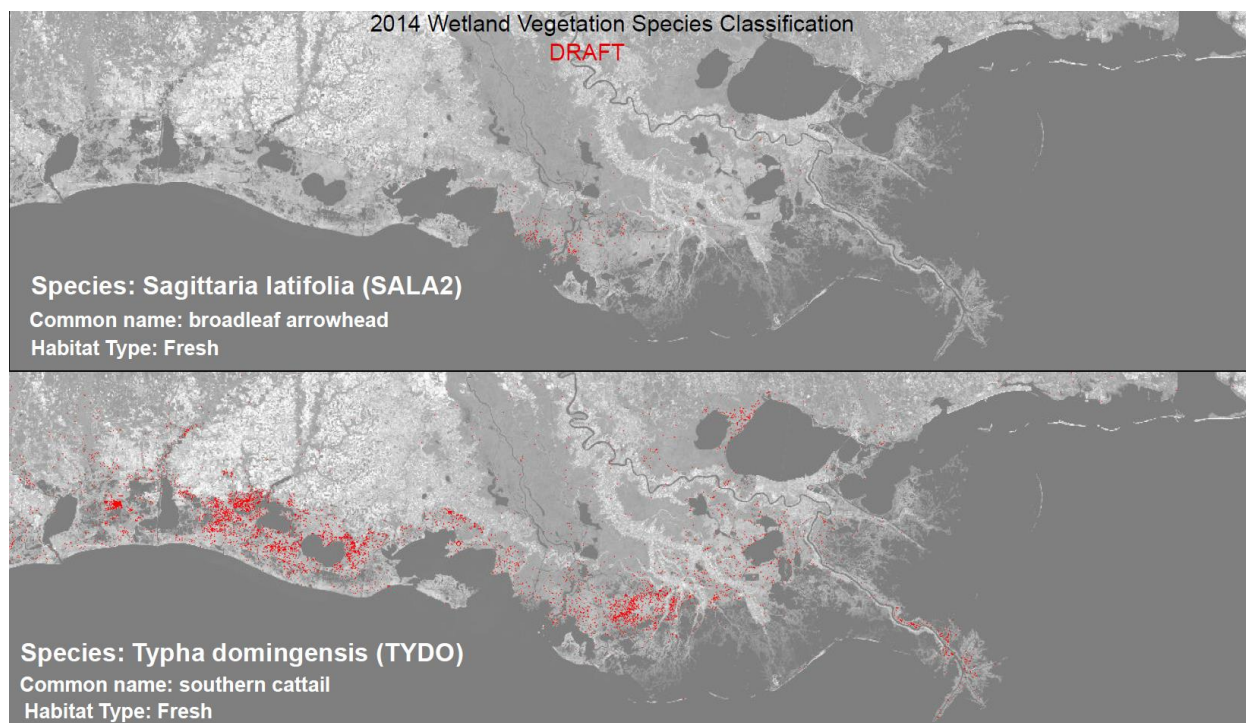 2014 Wetland Vegetation Species Classification
DRAFT
Species: Sagittaria latifolia (SALA2)
Common name: broadleaf arrowhead
Habitat Type: Fresh
Species: Typha domingensis (TYDO)
Common name: southern cattail
Habitat Type: Fresh